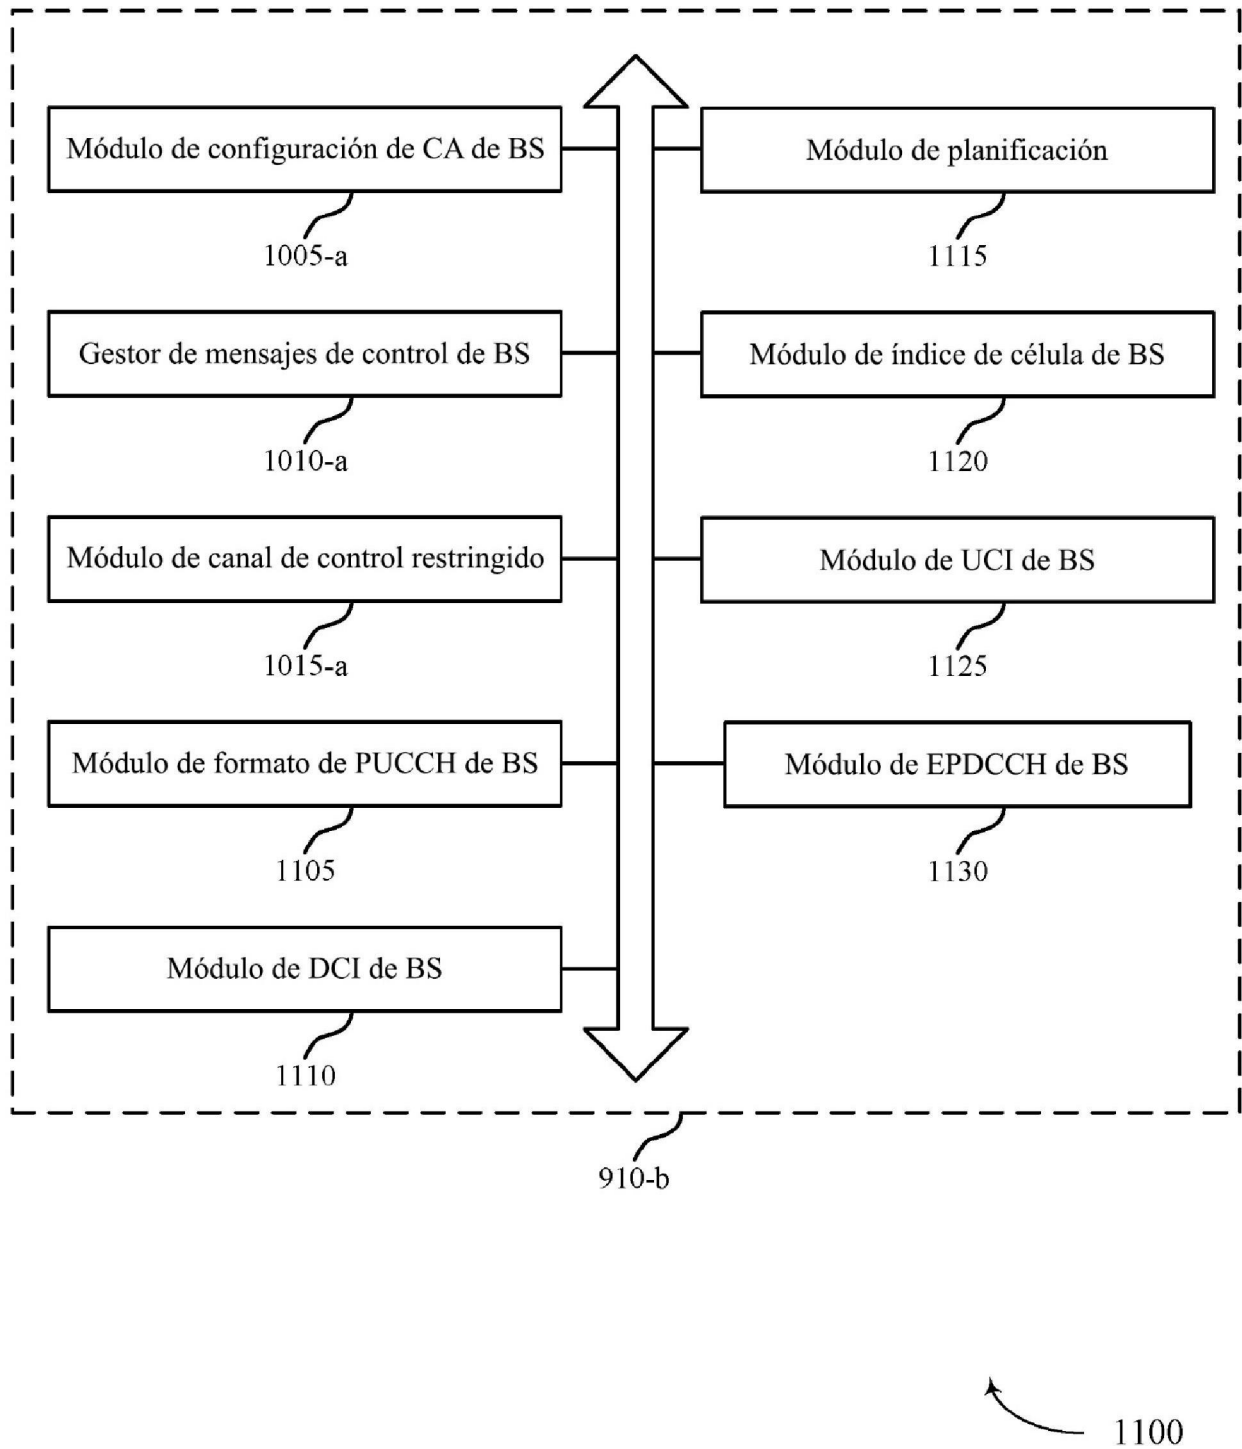 Módulo de configuración de CA de BS
1005-a
Módulo de planificación
1115
Gestor de mensajes de control de BS
1010-a
Módulo de índice de célula de BS
1120
Módulo de canal de control restringido
1015-a
Módulo de UCI de BS
1125
Módulo de formato de PUCCH de BS
1105
Módulo de EPDCCH de BS
1130
Módulo de DCI de BS
1110
910-b
1100